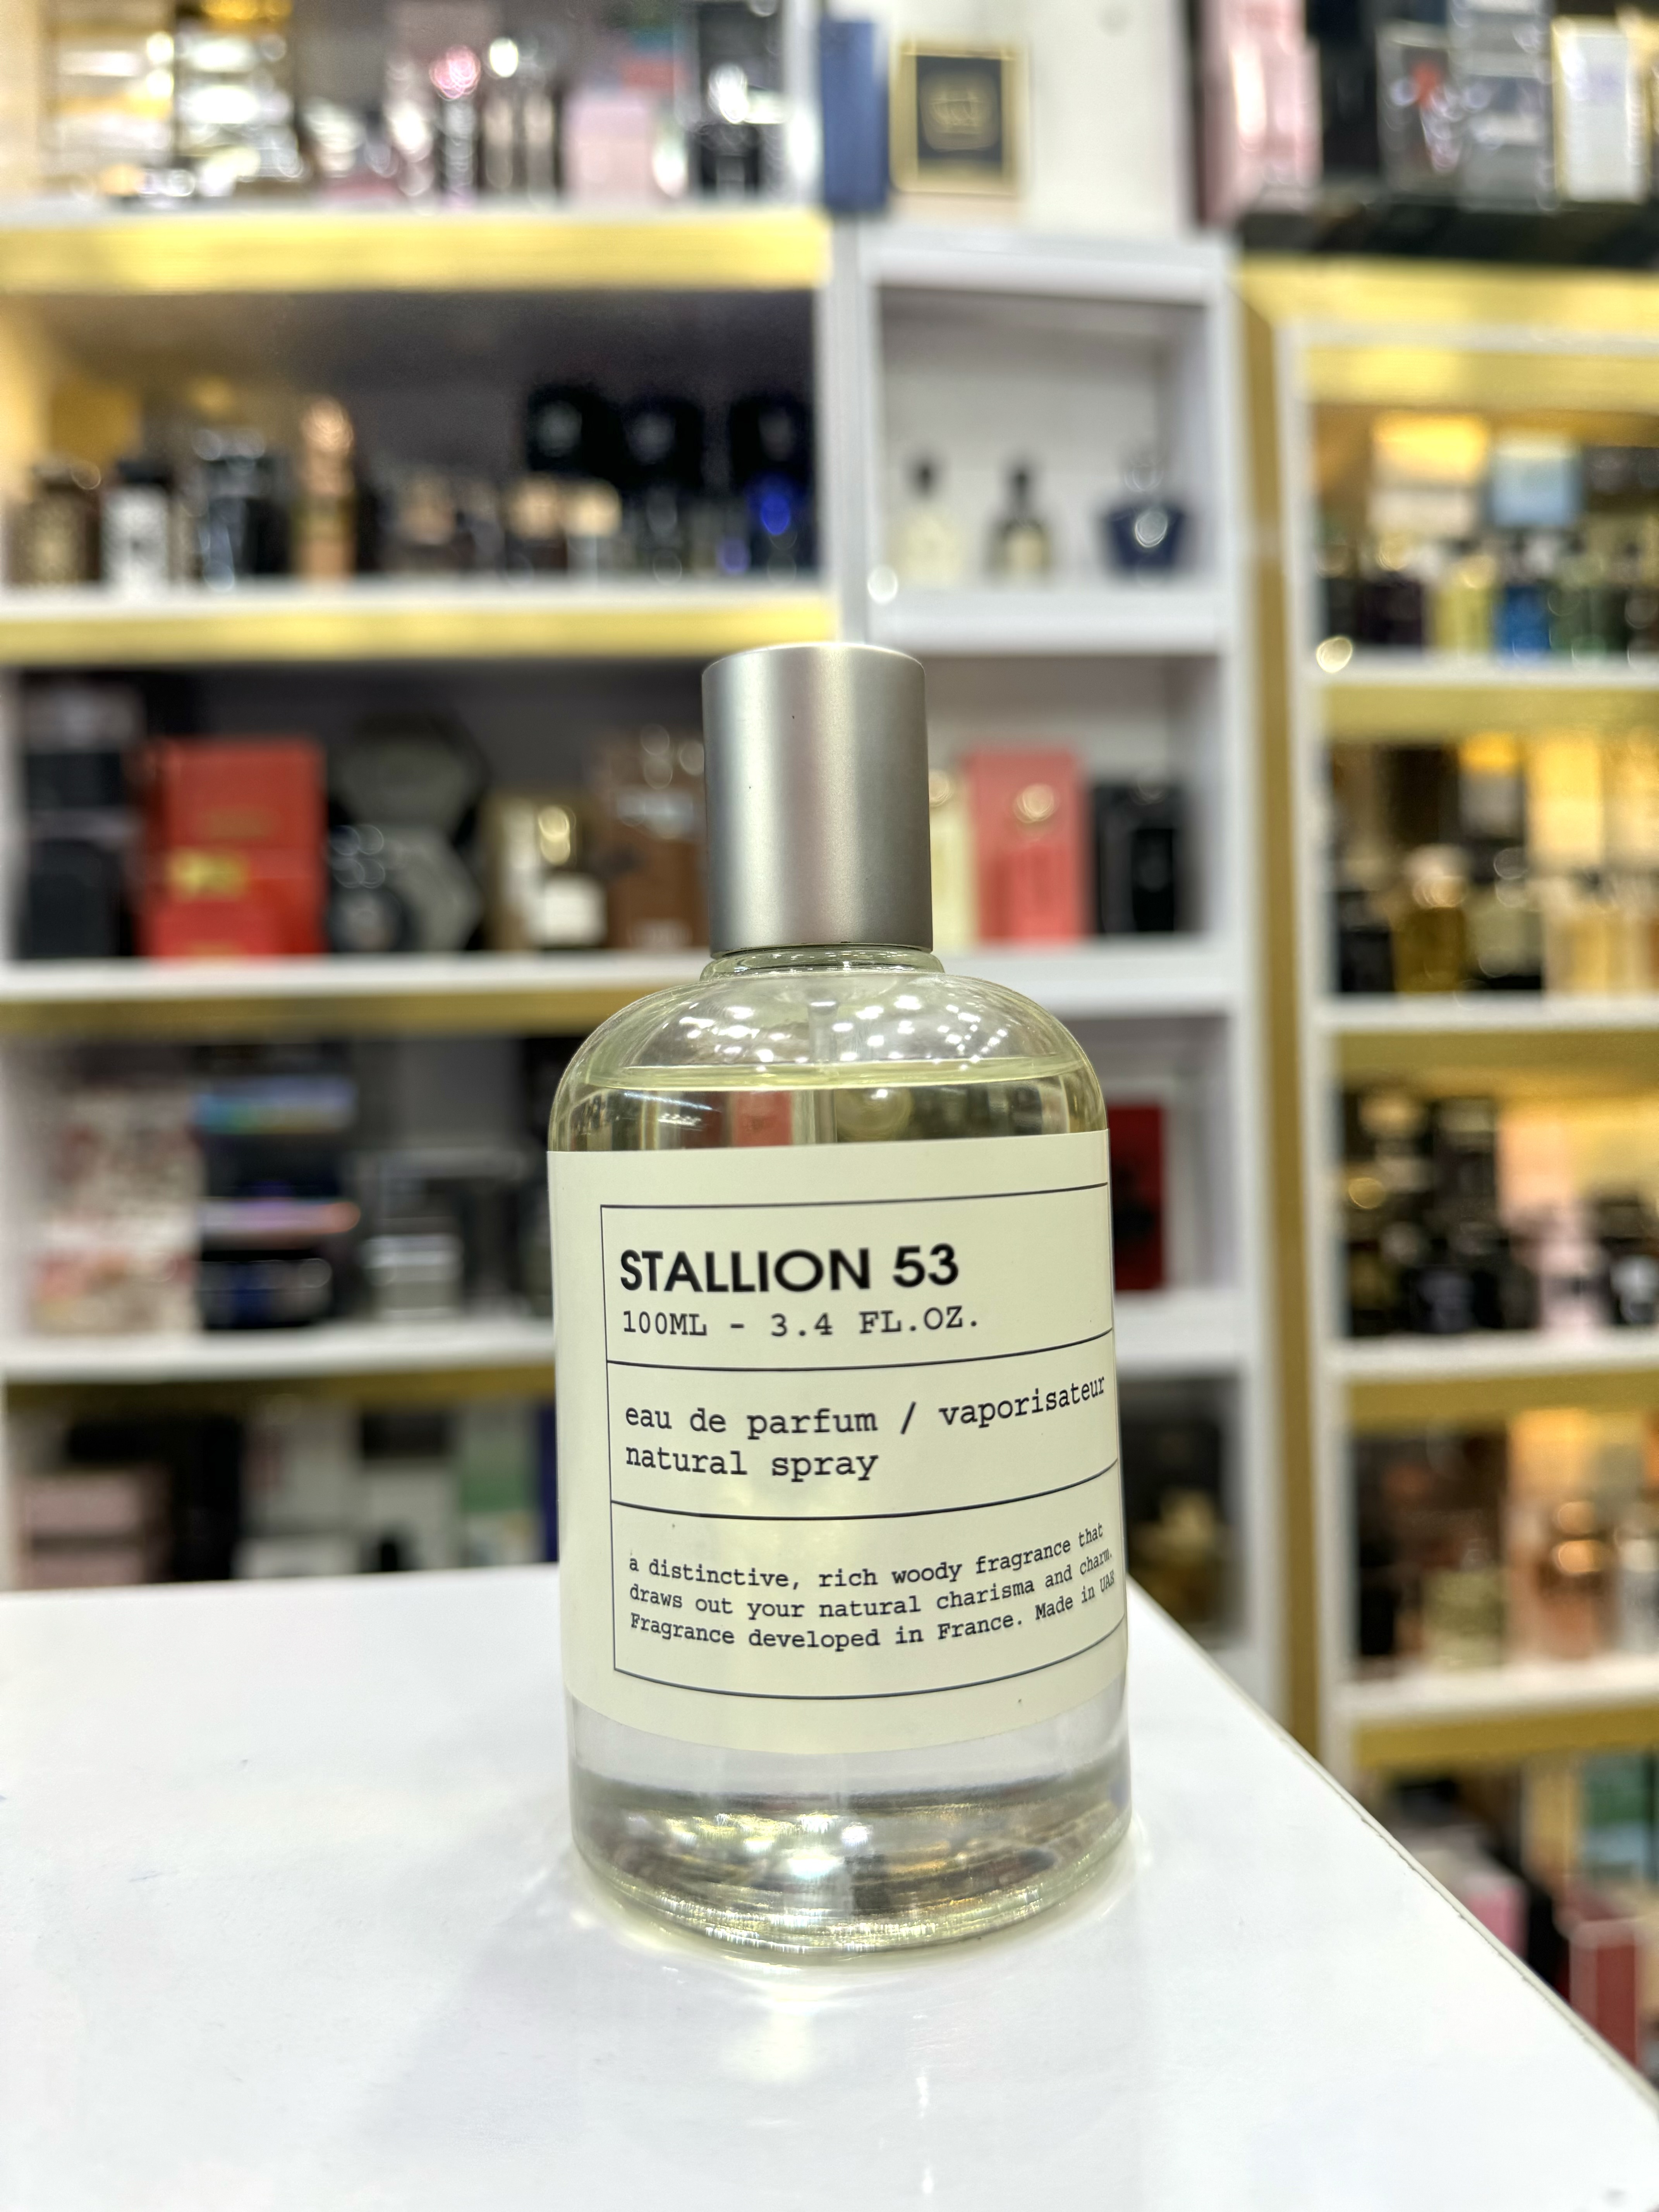 STALLION 53
100ML - 3.4 FL.OZ.
eau de parfum / vaporisateur
natural spray
a distinctive, rich woody fragrance that
draws out your natural charisma and charm.
Fragrance developed in France. Made in UAE